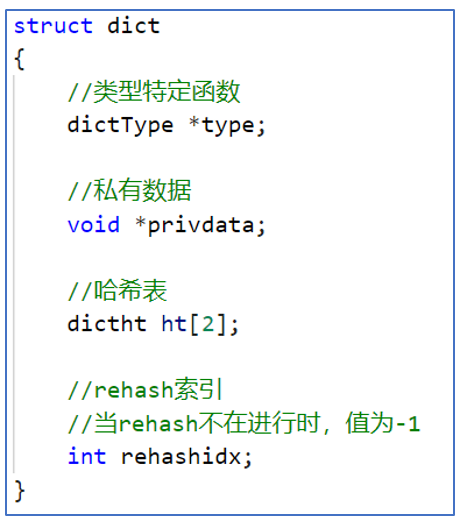 struct dict
{
//类型特定函数
dictType *type;
//私有数据
void *privdata;
//哈希表
dictht ht[2];
//rehash索引
//当rehash不在进行时，值为-1
int rehashidx;
}